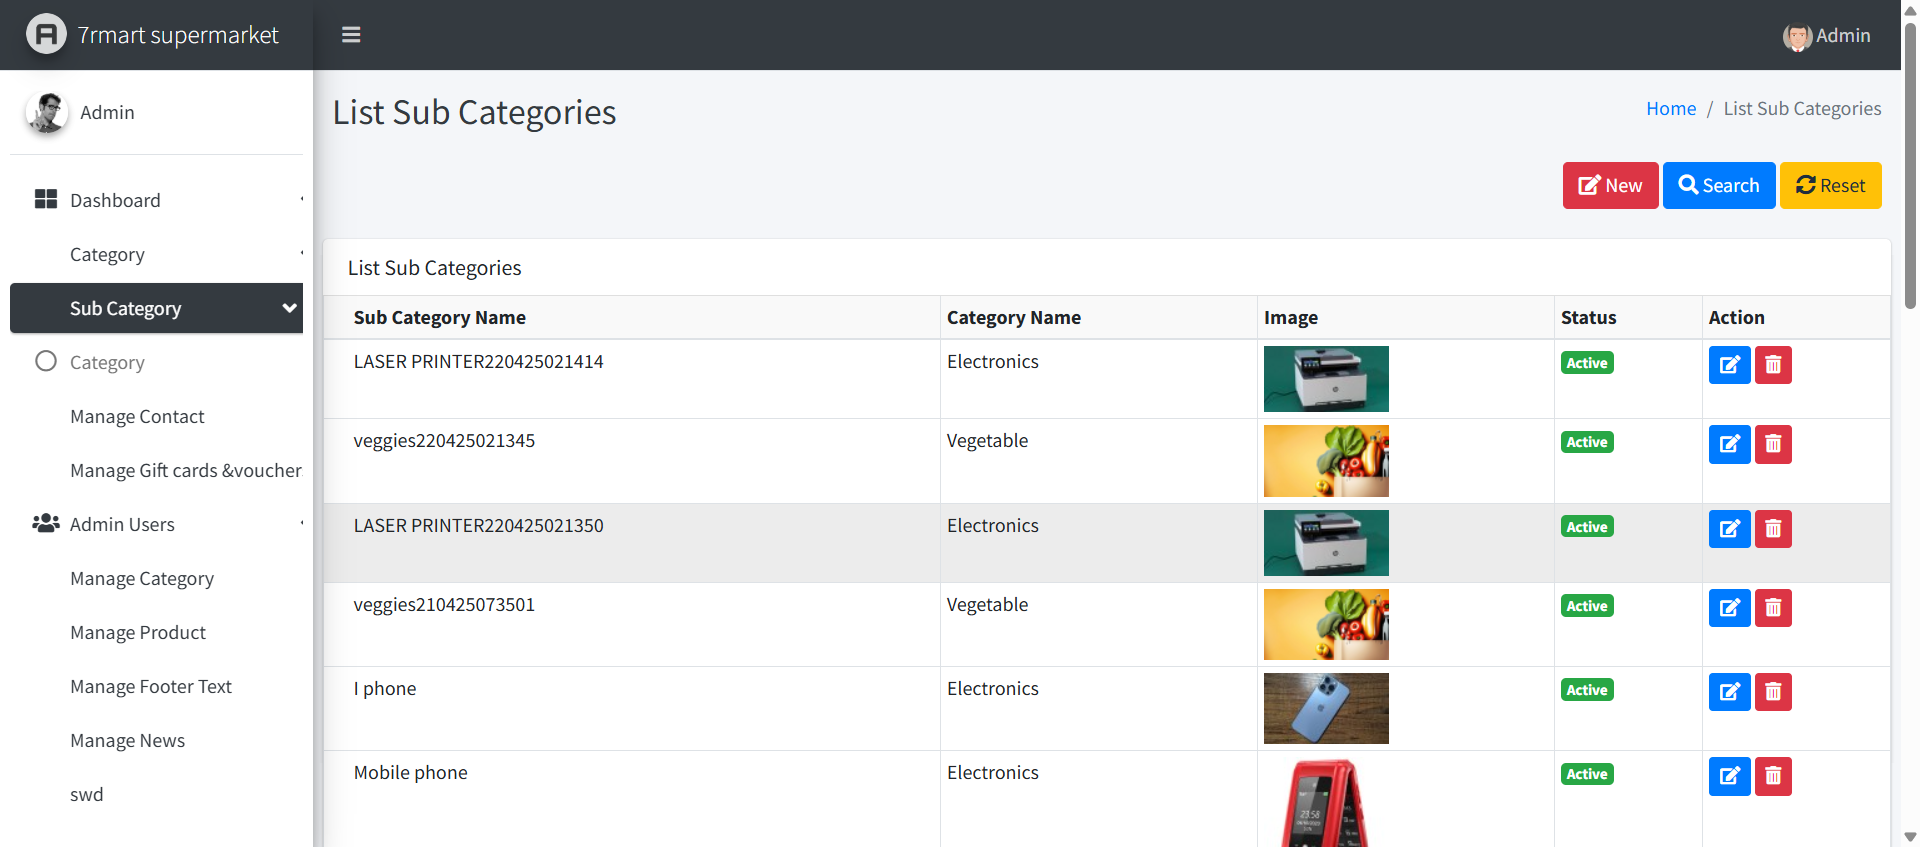 7rmart supermarket
Admin
Admin
List Sub Categories
Home / List Sub Categories
New
Search
Reset
Dashboard
Category
Sub Category
Category
Manage Contact
Manage Gift cards &voucher
Admin Users
Manage Category
Manage Product
Manage Footer Text
Manage News
swd
List Sub Categories
Sub Category Name Category Name Image Status Action
LASER PRINTER220425021414 Electronics Active
veggies220425021345 Vegetable Active
LASER PRINTER220425021350 Electronics Active
veggies210425073501 Vegetable Active
I phone Electronics Active
Mobile phone Electronics Active
23:58